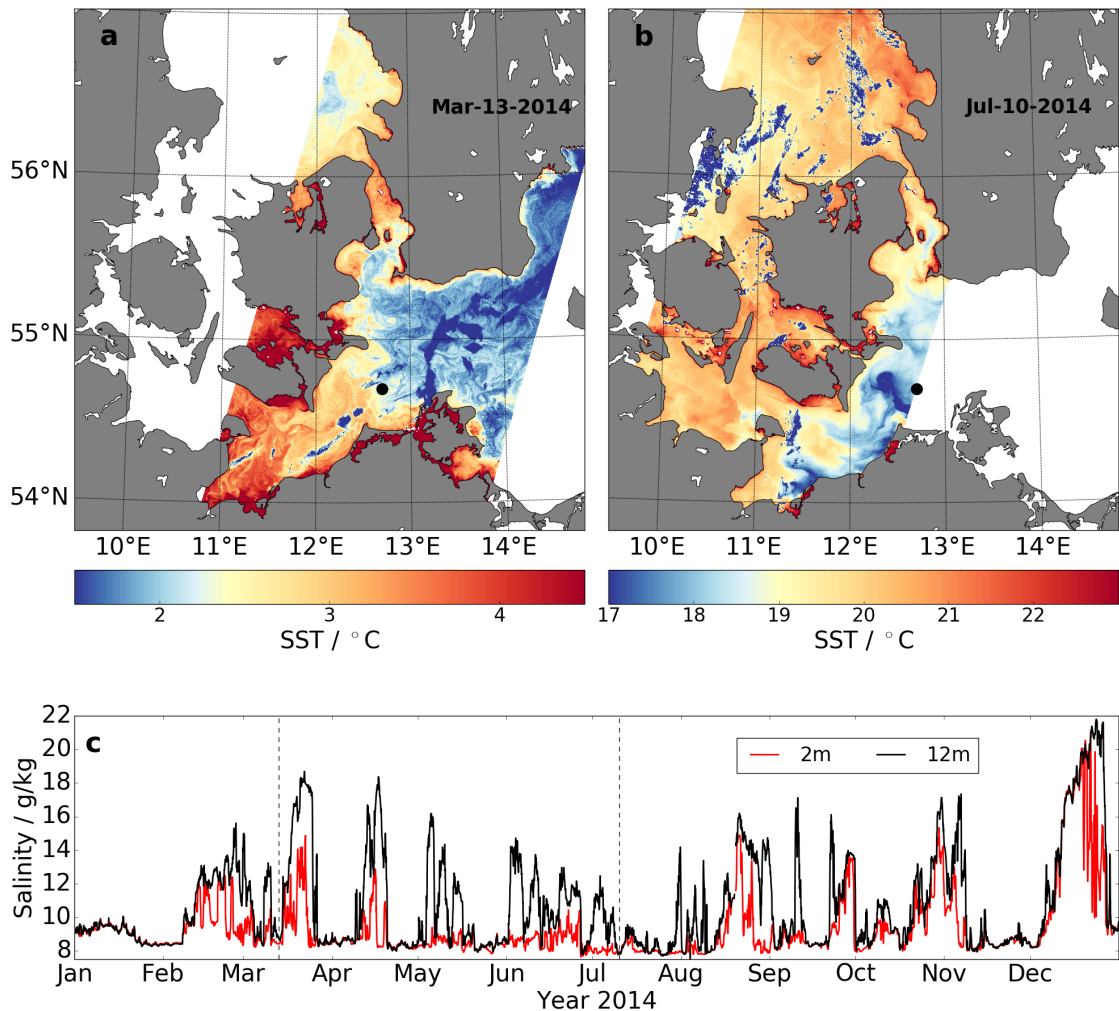 a
b
Mar-13-2014
Jul-10-2014
56°N
55°N
54°N
10°E 11°E 12°E 13°E 14°E
10°E 11°E 12°E 13°E 14°E
2 3 4
17 18 19 20 21 22
SST / °C
SST / °C
c
22
20
18
16
14
12
10
8
Salinity / g/kg
2m 12m
Jan Feb Mar Apr May Jun Jul Aug Sep Oct Nov Dec
Year 2014